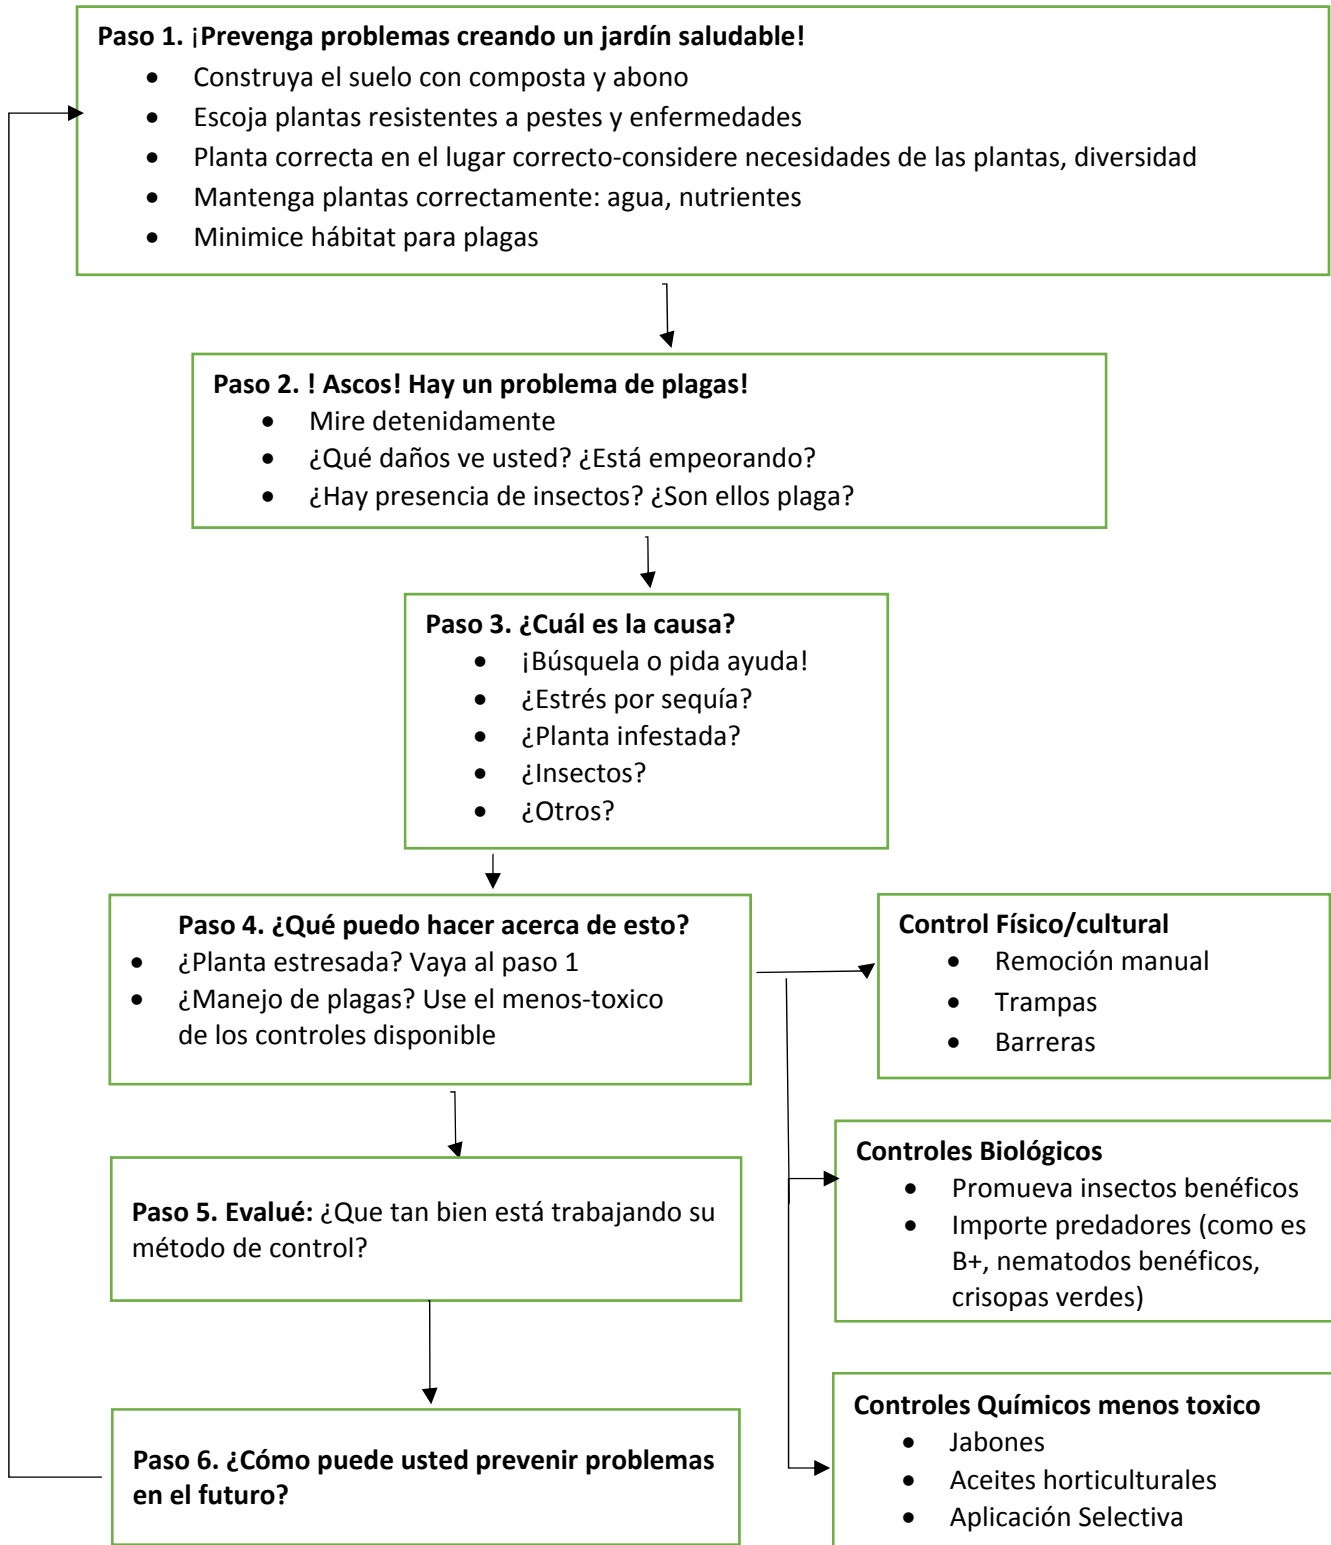 Paso 1. ¡Prevenga problemas creando un jardín saludable!
• Construya el suelo con composta y abono
• Escoja plantas resistentes a pestes y enfermedades
• Planta correcta en el lugar correcto-considere necesidades de las plantas, diversidad
• Mantenga plantas correctamente: agua, nutrientes
• Minimice hábitat para plagas
Paso 2. ! Ascos! Hay un problema de plagas!
• Mire detenidamente
• ¿Qué daños ve usted? ¿Está empeorando?
• ¿Hay presencia de insectos? ¿Son ellos plaga?
Paso 3. ¿Cuál es la causa?
• ¡Búsquela o pida ayuda!
• ¿Estrés por sequía?
• ¿Planta infestada?
• ¿Insectos?
• ¿Otros?
Paso 4. ¿Qué puedo hacer acerca de esto?
• ¿Planta estresada? Vaya al paso 1
• ¿Manejo de plagas? Use el menos-toxico
de los controles disponible
Control Físico/cultural
• Remoción manual
• Trampas
• Barreras
Controles Biológicos
• Promueva insectos benéficos
• Importe predadores (como es
B+, nematodos benéficos,
crisopas verdes)
Paso 5. Evalué: ¿Que tan bien está trabajando su
método de control?
Controles Químicos menos toxico
• Jabones
• Aceites horticulturales
• Aplicación Selectiva
Paso 6. ¿Cómo puede usted prevenir problemas
en el futuro?